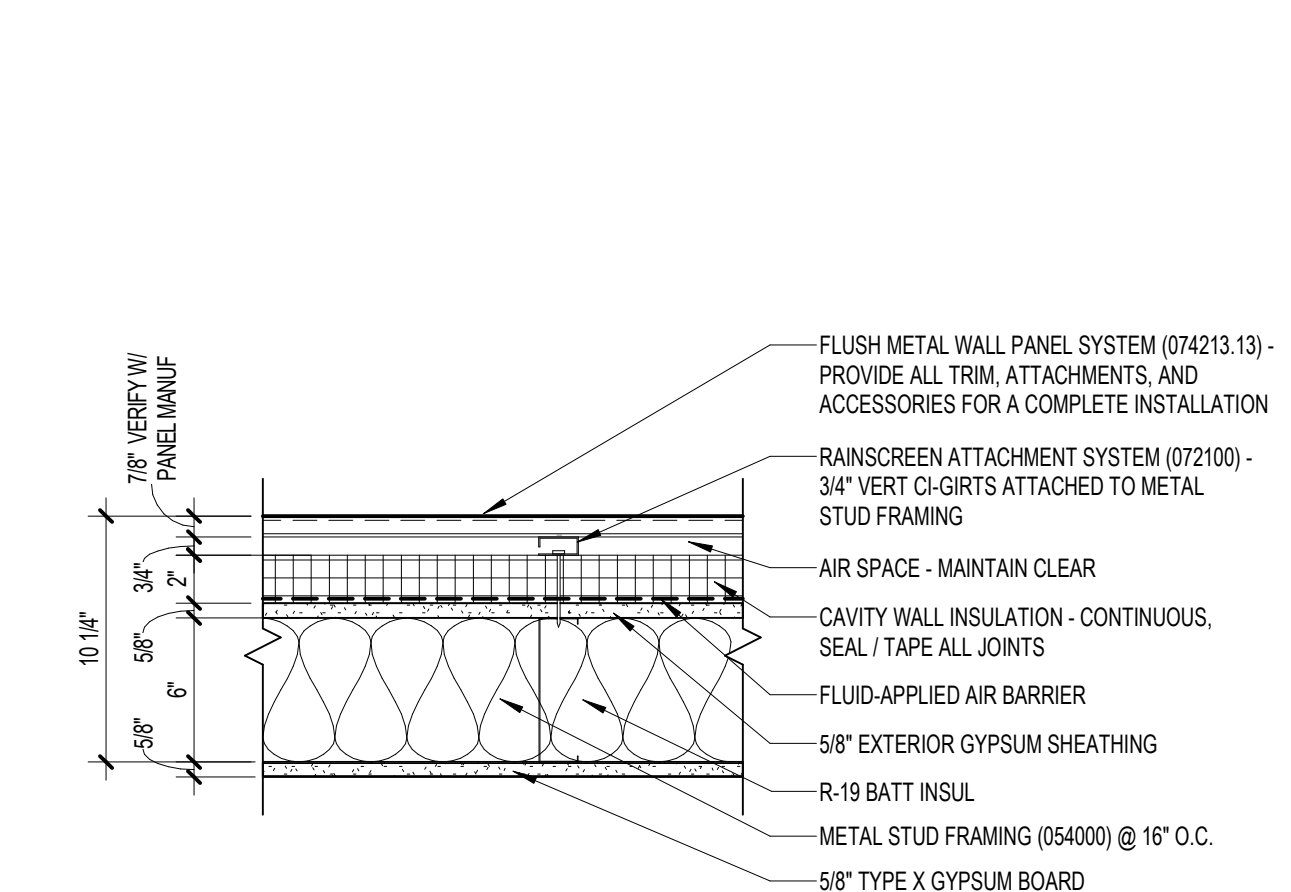 FLUSH METAL WALL PANEL SYSTEM (074213.13) -
PROVIDE ALL TRIM, ATTACHMENTS, AND
ACCESSORIES FOR A COMPLETE INSTALLATION
RAINSCREEN ATTACHMENT SYSTEM (072100) -
3/4" VERT CI-GIRTS ATTACHED TO METAL
STUD FRAMING
AIR SPACE - MAINTAIN CLEAR
CAVITY WALL INSULATION - CONTINUOUS,
SEAL / TAPE ALL JOINTS
FLUID-APPLIED AIR BARRIER
5/8" EXTERIOR GYPSUM SHEATHING
R-19 BATT INSUL
METAL STUD FRAMING (054000) @ 16" O.C.
5/8" TYPE X GYPSUM BOARD
7/8" VERIFY W/
PANEL MANUF
3/4"
2"
5/8"
6"
5/8"
10 1/4"